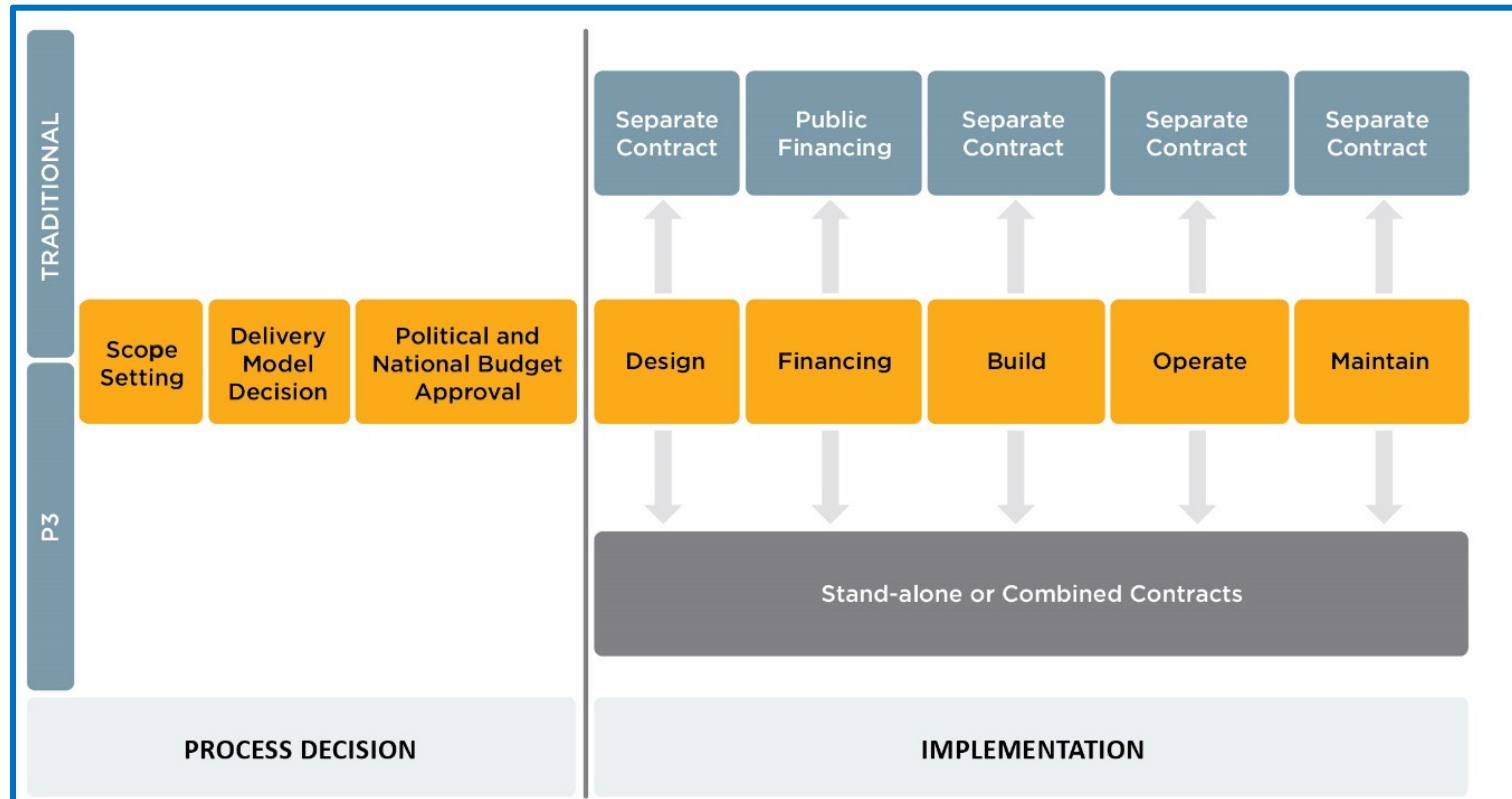 TRADITIONAL
P3
Separate
Contract
Public
Financing
Separate
Contract
Separate
Contract
Separate
Contract
Scope
Setting
Delivery
Model
Decision
Political and
National Budget
Approval
Design
Financing
Build
Operate
Maintain
Stand-alone or Combined Contracts
PROCESS DECISION
IMPLEMENTATION